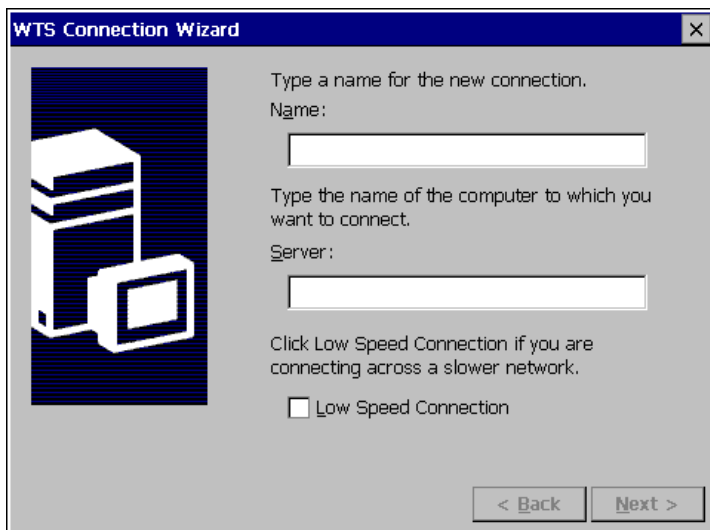 WTS Connection Wizard
Type a name for the new connection.
Name:
Type the name of the computer to which you
want to connect.
Server:
Click Low Speed Connection if you are
connecting across a slower network.
Low Speed Connection
< Back Next >